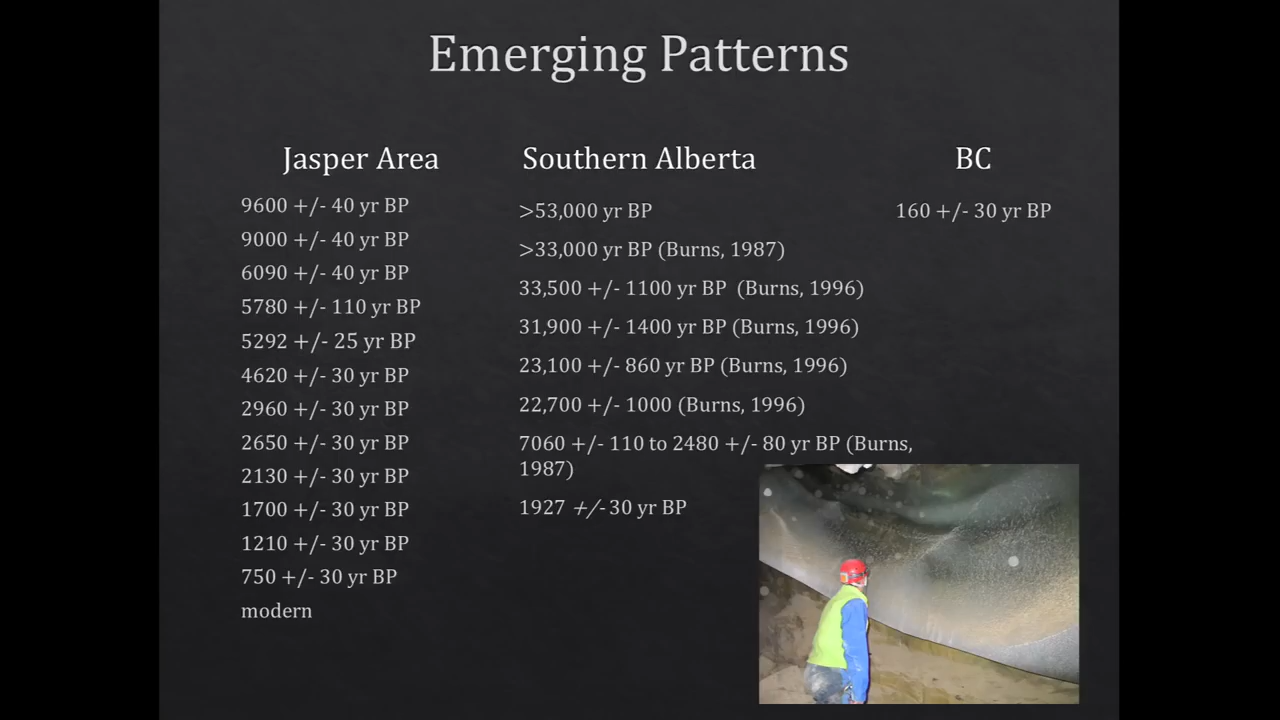 Emerging Patterns
Jasper Area
9600 +/- 40 yr BP
9000 +/- 40 yr BP
6090 +/- 40 yr BP
5780 +/- 110 yr BP
5292 +/- 25 yr BP
4620 +/- 30 yr BP
2960 +/- 30 yr BP
2650 +/- 30 yr BP
2130 +/- 30 yr BP
1700 +/- 30 yr BP
1210 +/- 30 yr BP
750 +/- 30 yr BP
modern
Southern Alberta
>53,000 yr BP
>33,000 yr BP (Burns, 1987)
33,500 +/- 1100 yr BP (Burns, 1996)
31,900 +/- 1400 yr BP (Burns, 1996)
23,100 +/- 860 yr BP (Burns, 1996)
22,700 +/- 1000 (Burns, 1996)
7060 +/- 110 to 2480 +/- 80 yr BP (Burns,
1987)
1927 +/- 30 yr BP
BC
160 +/- 30 yr BP